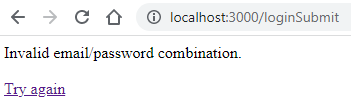 localhost:3000/loginSubmit
Invalid email/password combination.
Try again